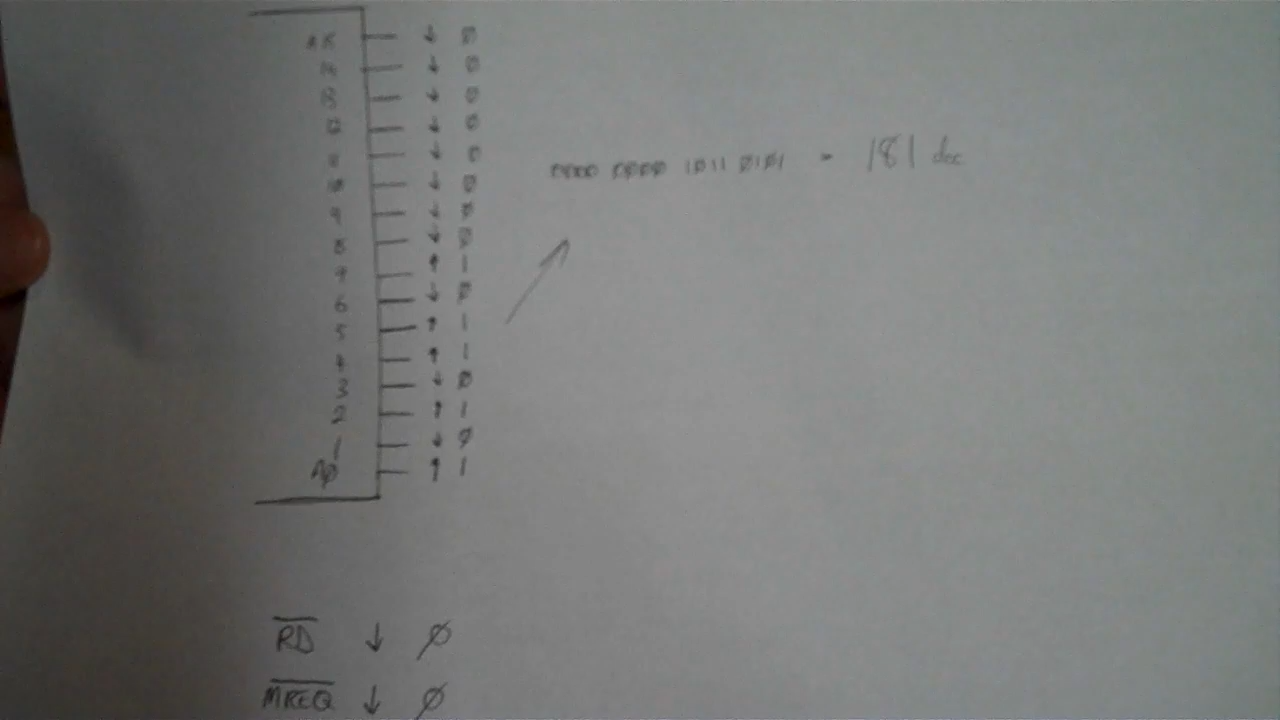 15 ↓ 0
14 ↓ 0
13 ↓ 0
12 ↓ 0
11 ↓ 0
10 ↓ 0
9 ↓ 0
8 ↓ 0
7 ↑ 1
6 ↓ 0
5 ↑ 1
4 ↑ 1
3 ↓ 0
2 ↑ 1
1 ↓ 0
A0 ↑ 1
0000 0000 1011 0101 = 181 dec
RD ↓ 0
MREQ ↓ 0